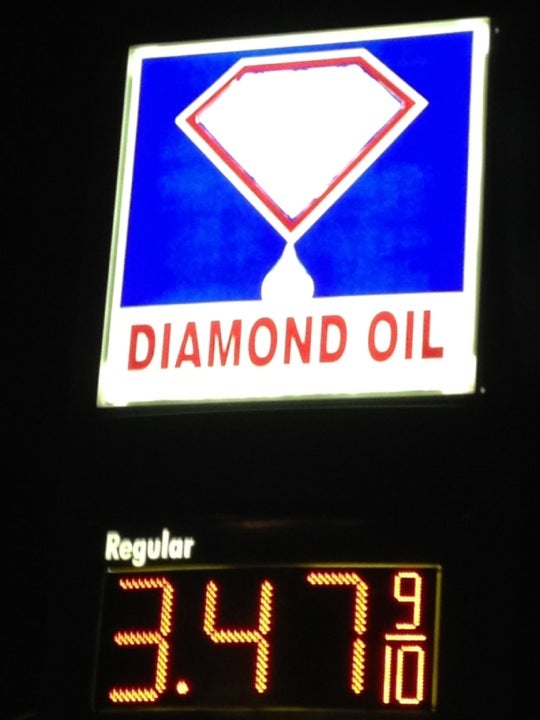 DIAMOND OIL
Regular
3.47 9/10